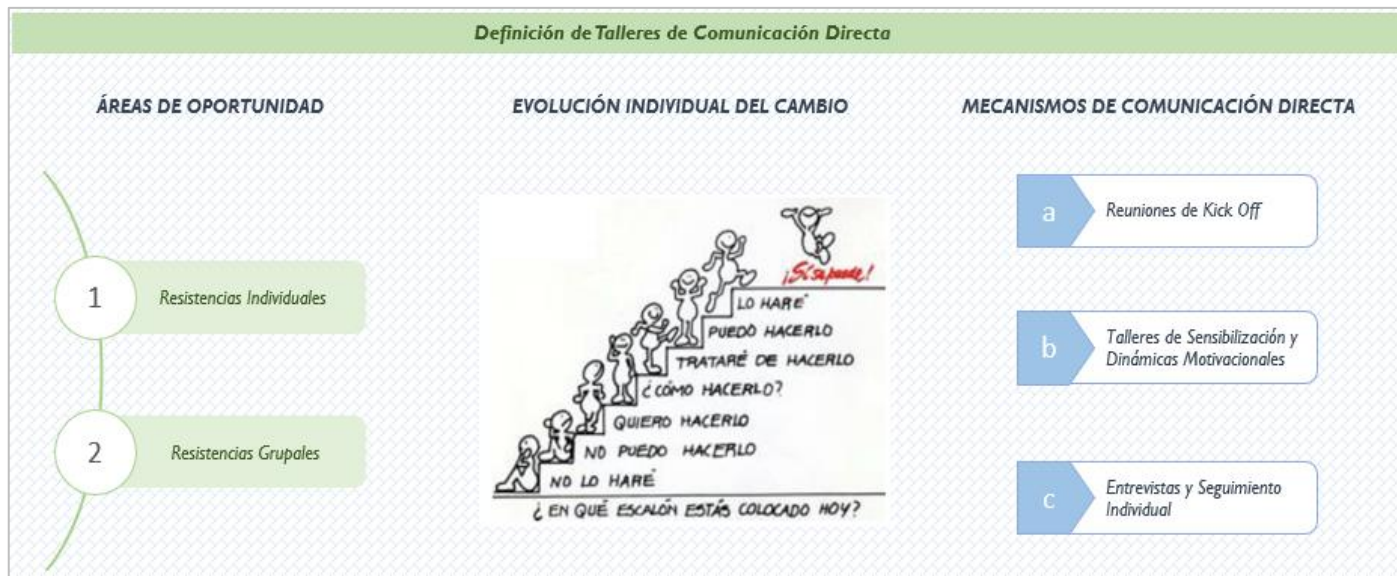 Definición de Talleres de Comunicación Directa
ÁREAS DE OPORTUNIDAD
1
Resistencias Individuales
2
Resistencias Grupales
EVOLUCIÓN INDIVIDUAL DEL CAMBIO
¡Sí se puede!
LO HARÉ
PUEDO HACERLO
TRATARÉ DE HACERLO
¿CÓMO HACERLO?
QUIERO HACERLO
NO PUEDO HACERLO
NO LO HARÉ
¿EN QUÉ ESCALÓN ESTÁS COLOCADO HOY?
MECANISMOS DE COMUNICACIÓN DIRECTA
a
Reuniones de Kick Off
b
Talleres de Sensibilización y
Dinámicas Motivacionales
c
Entrevistas y Seguimiento
Individual